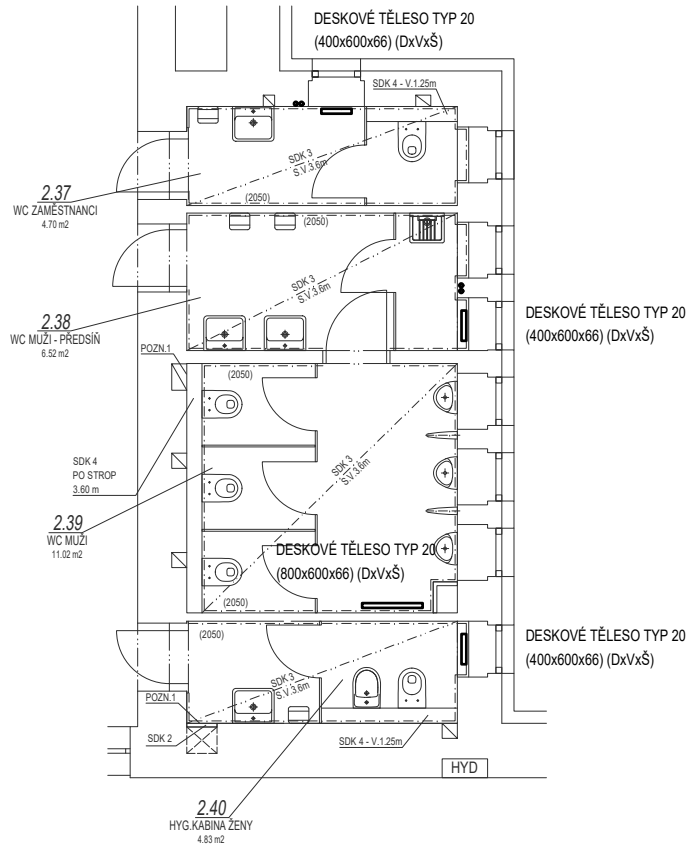 DESKOVÉ TĚLESO TYP 20
(400x600x66) (DxVxŠ)
SDK 4 - V.1.25m
SDK 3
S.V.3.6m
2.37
WC ZAMĚSTNANCI
4.70 m2
(2050)
(2050)
SDK 3
S.V.3.6m
2.38
WC MUŽI - PŘEDSÍŇ
6.52 m2
DESKOVÉ TĚLESO TYP 20
(400x600x66) (DxVxŠ)
POZN.1
(2050)
SDK 3
S.V.3.6m
SDK 4
PO STROP
3.60 m
2.39
WC MUŽI
11.02 m2
DESKOVÉ TĚLESO TYP 20
(800x600x66) (DxVxŠ)
(2050)
(2050)
DESKOVÉ TĚLESO TYP 20
(400x600x66) (DxVxŠ)
SDK 3
S.V.3.6m
POZN.1
SDK 2
SDK 4 - V.1.25m
HYD
2.40
HYG.KABINA ŽENY
4.83 m2